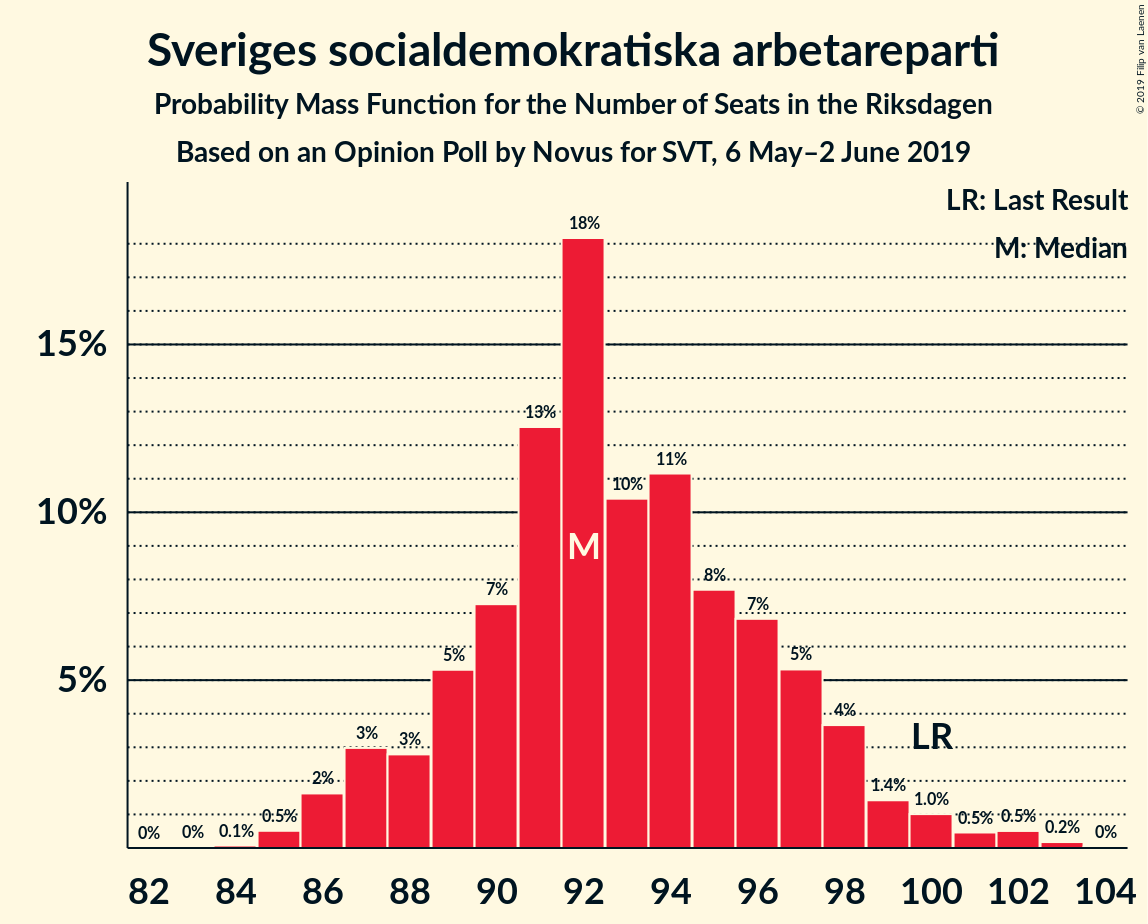 Sveriges socialdemokratiska arbetareparti
Probability Mass Function for the Number of Seats in the Riksdagen
Based on an Opinion Poll by Novus for SVT, 6 May–2 June 2019
© 2019 Filip van Laenen
LR: Last Result
M: Median
15%
10%
5%
0%
0%
0.1%
0.5%
2%
3%
3%
5%
7%
13%
18%
10%
11%
8%
7%
5%
4%
1.4%
1.0%
0.5%
0.5%
0.2%
0%
M
LR
82 84 86 88 90 92 94 96 98 100 102 104